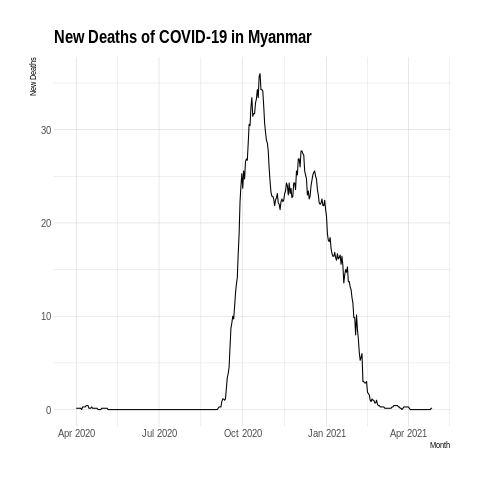 New Deaths of COVID-19 in Myanmar
New Deaths
30
20
10
0
Apr 2020 Jul 2020 Oct 2020 Jan 2021 Apr 2021
Month